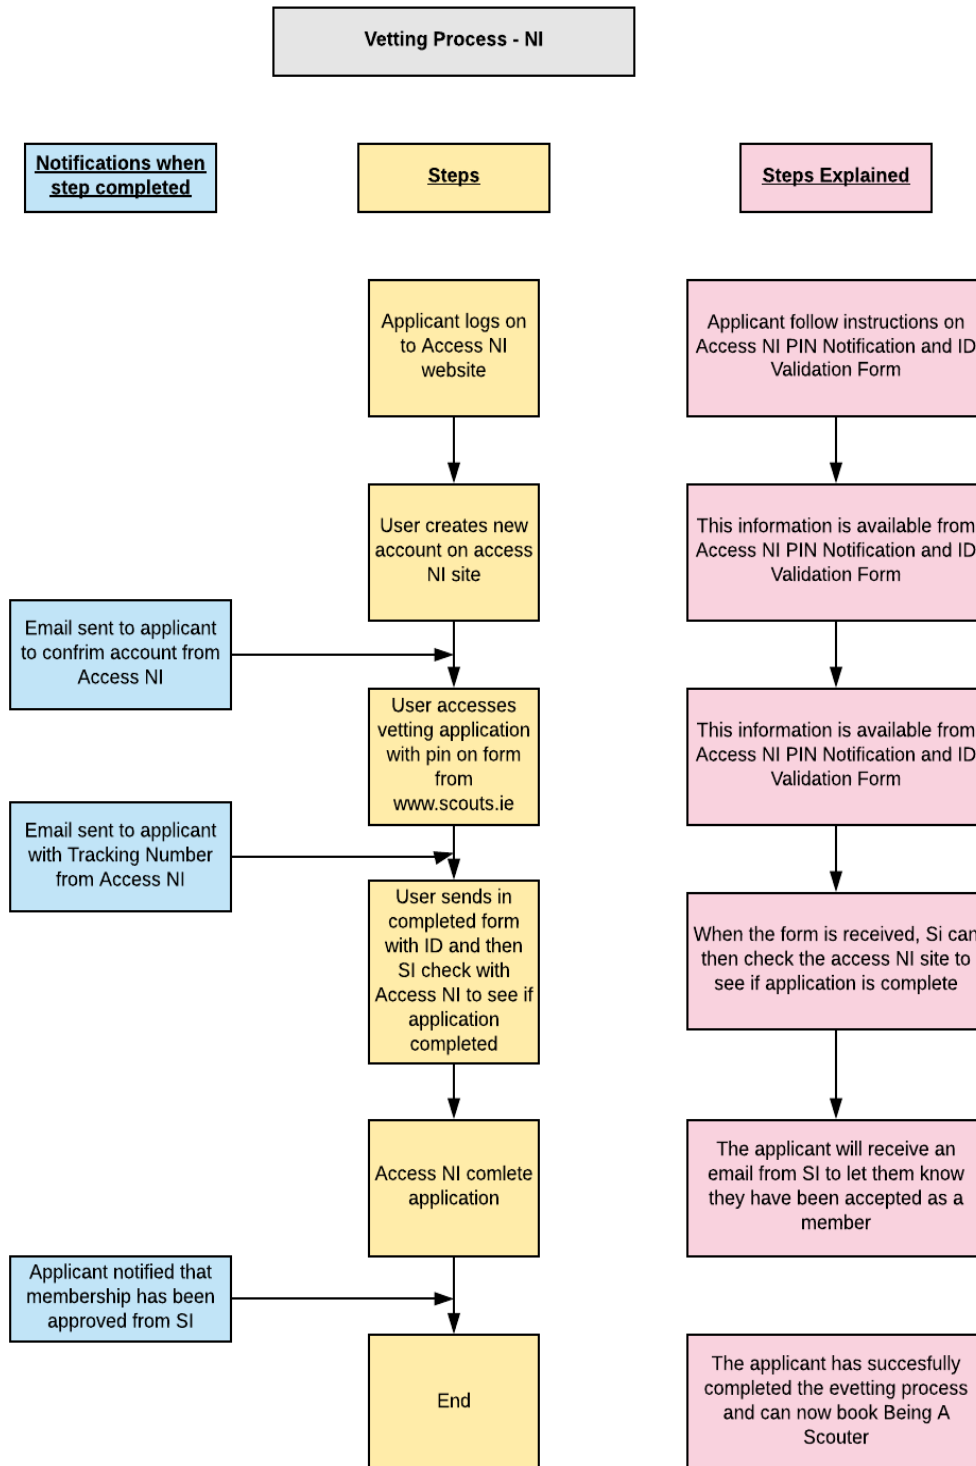 Vetting Process - NI
Notifications when
step completed
Steps
Steps Explained
Applicant logs on
to Access NI
website
Applicant follow instructions on
Access NI PIN Notification and ID
Validation Form
User creates new
account on access
NI site
This information is available from
Access NI PIN Notification and ID
Validation Form
Email sent to applicant
to confrim account from
Access NI
User accesses
vetting application
with pin on form
from
www.scouts.ie
This information is available from
Access NI PIN Notification and ID
Validation Form
Email sent to applicant
with Tracking Number
from Access NI
User sends in
completed form
with ID and then
SI check with
Access NI to see if
application
completed
When the form is received, Si can
then check the access NI site to
see if application is complete
Access NI comlete
application
The applicant will receive an
email from SI to let them know
they have been accepted as a
member
Applicant notified that
membership has been
approved from SI
End
The applicant has succesfully
completed the evetting process
and can now book Being A
Scouter